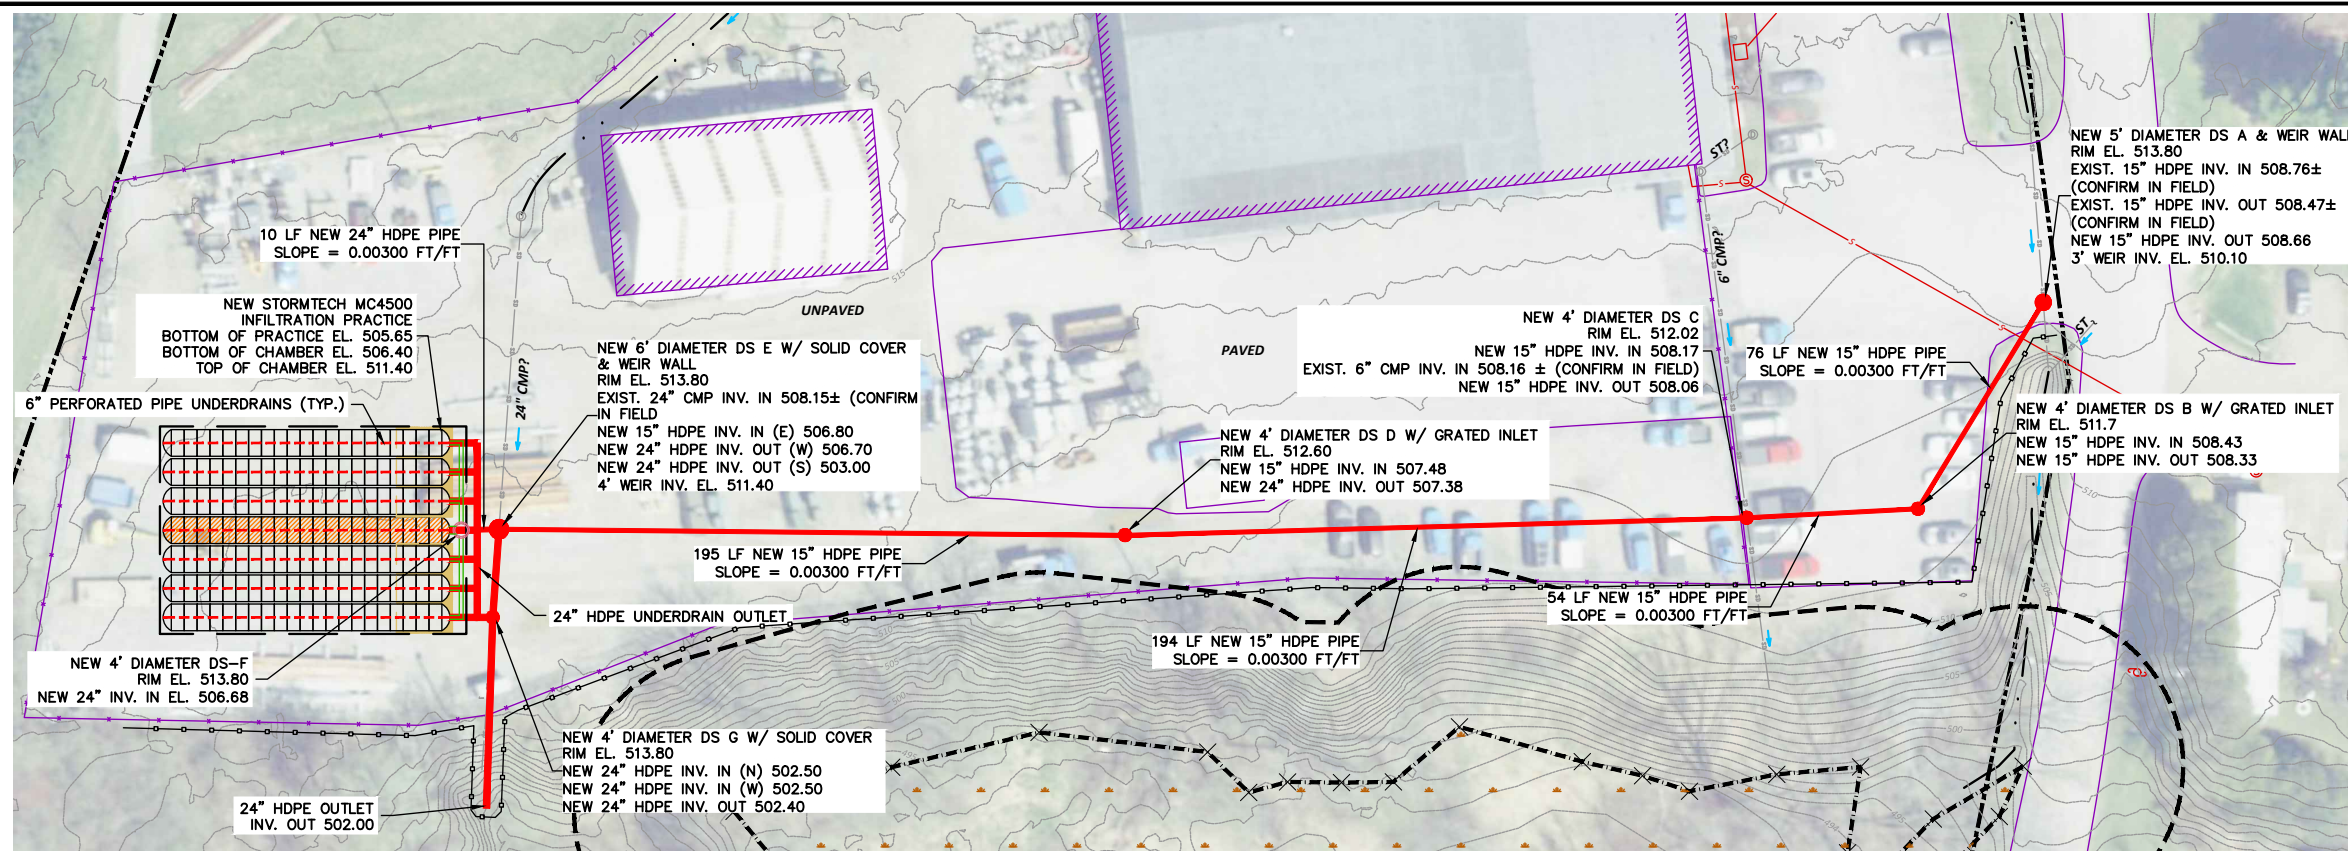 10 LF NEW 24" HDPE PIPE
SLOPE = 0.00300 FT/FT
NEW STORMTECH MC4500
INFILTRATION PRACTICE
BOTTOM OF PRACTICE EL. 505.65
BOTTOM OF CHAMBER EL. 506.40
TOP OF CHAMBER EL. 511.40
6" PERFORATED PIPE UNDERDRAINS (TYP.)
24" CMP?
NEW 6' DIAMETER DS E W/ SOLID COVER
& WEIR WALL
RIM EL. 513.80
EXIST. 24" CMP INV. IN 508.15± (CONFIRM
IN FIELD
NEW 15" HDPE INV. IN (E) 506.80
NEW 24" HDPE INV. OUT (W) 506.70
NEW 24" HDPE INV. OUT (S) 503.00
4' WEIR INV. EL. 511.40
UNPAVED
515
PAVED
ST?
6" CMP?
S
NEW 4' DIAMETER DS C
RIM EL. 512.02
NEW 15" HDPE INV. IN 508.17
EXIST. 6" CMP INV. IN 508.16 ± (CONFIRM IN FIELD)
NEW 15" HDPE INV. OUT 508.06
NEW 5' DIAMETER DS A & WEIR WALL
RIM EL. 513.80
EXIST. 15" HDPE INV. IN 508.76±
(CONFIRM IN FIELD)
EXIST. 15" HDPE INV. OUT 508.47±
(CONFIRM IN FIELD)
NEW 15" HDPE INV. OUT 508.66
3' WEIR INV. EL. 510.10
ST?
76 LF NEW 15" HDPE PIPE
SLOPE = 0.00300 FT/FT
NEW 4' DIAMETER DS B W/ GRATED INLET
RIM EL. 511.7
NEW 15" HDPE INV. IN 508.43
NEW 15" HDPE INV. OUT 508.33
510
NEW 4' DIAMETER DS D W/ GRATED INLET
RIM EL. 512.60
NEW 15" HDPE INV. IN 507.48
NEW 24" HDPE INV. OUT 507.38
195 LF NEW 15" HDPE PIPE
SLOPE = 0.00300 FT/FT
54 LF NEW 15" HDPE PIPE
SLOPE = 0.00300 FT/FT
194 LF NEW 15" HDPE PIPE
SLOPE = 0.00300 FT/FT
24" HDPE UNDERDRAIN OUTLET
NEW 4' DIAMETER DS-F
RIM EL. 513.80
NEW 24" INV. IN EL. 506.68
NEW 4' DIAMETER DS G W/ SOLID COVER
RIM EL. 513.80
NEW 24" HDPE INV. IN (N) 502.50
NEW 24" HDPE INV. IN (W) 502.50
NEW 24" HDPE INV. OUT 502.40
24" HDPE OUTLET
INV. OUT 502.00
505
500